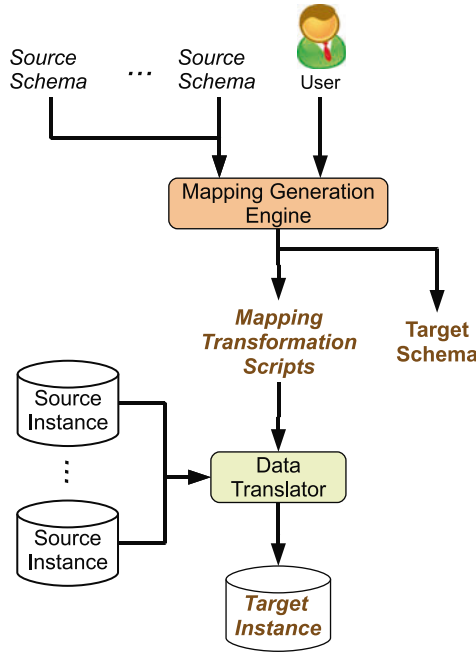 Source
Schema
...
Source
Schema
User
Mapping Generation
Engine
Mapping
Transformation
Scripts
Target
Schema
Source
Instance
...
Source
Instance
Data
Translator
Target
Instance